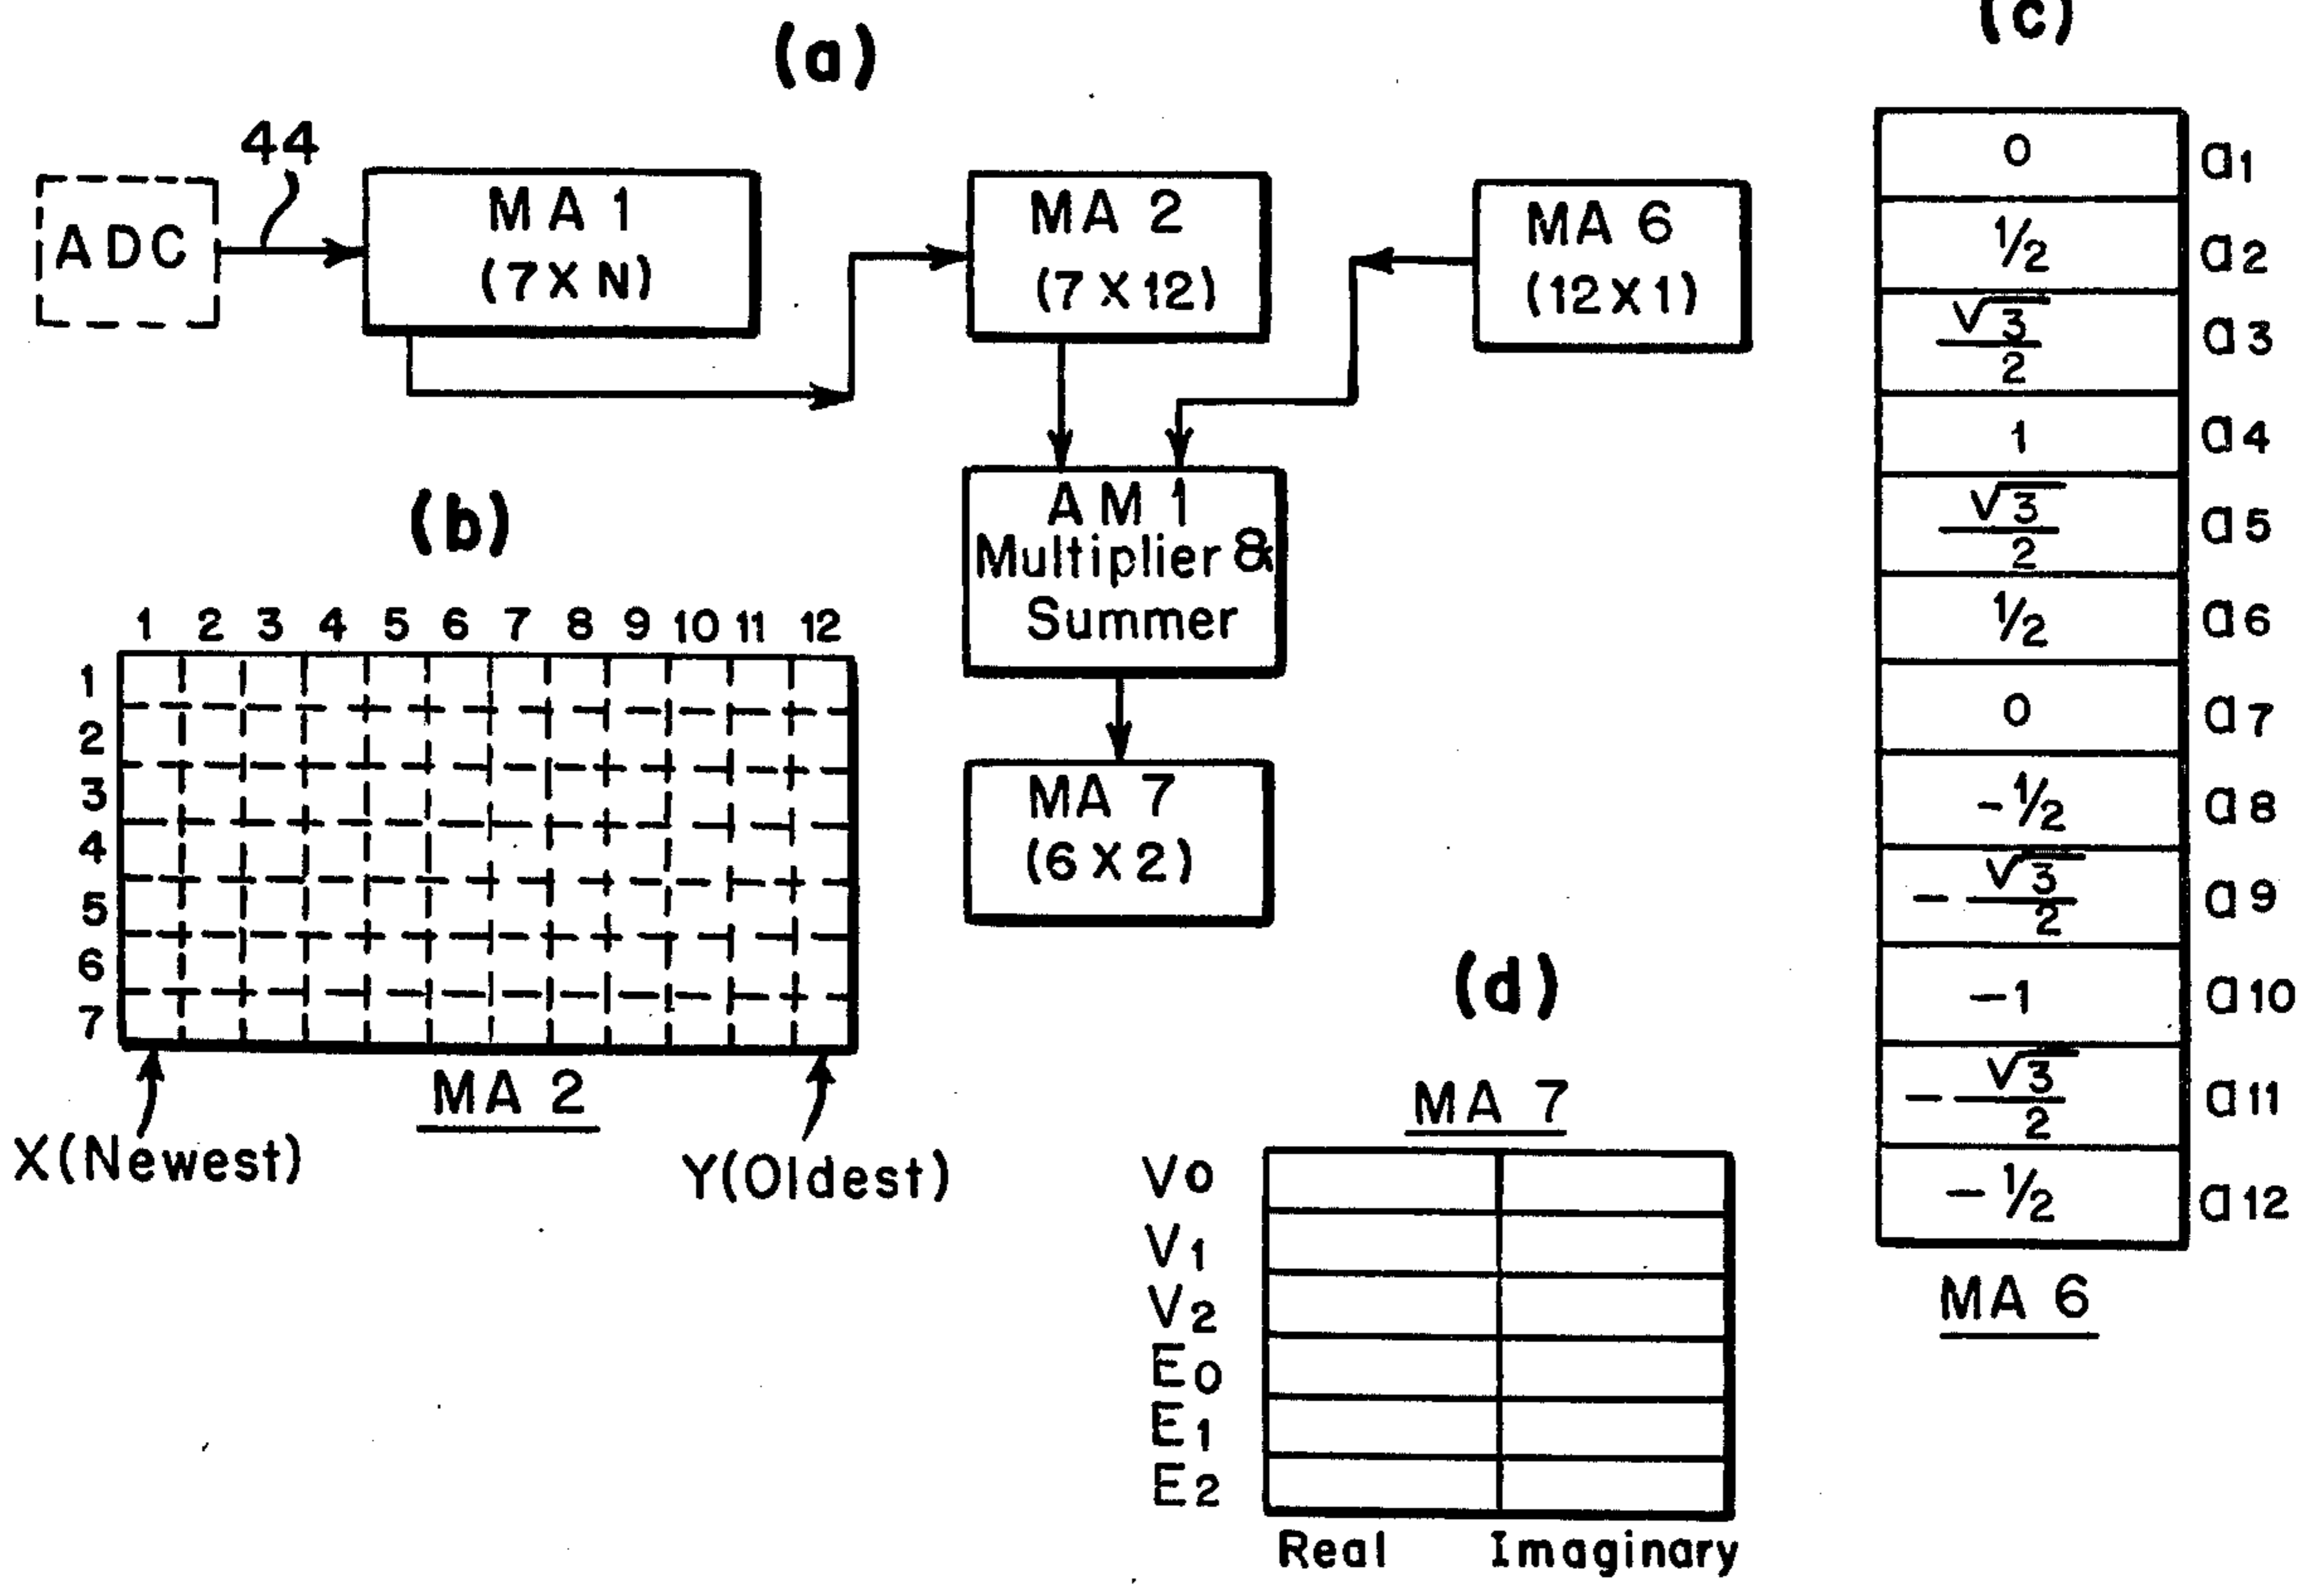 (a)
(c)
44
ADC
MA 1
(7 X N)
MA 2
(7 X 12)
MA 6
(12 X 1)
AM 1
Multiplier &
Summer
MA 7
(6 X 2)
(b)
1 2 3 4 5 6 7 8 9 10 11 12
1
2
3
4
5
6
7
X(Newest)
MA 2
Y(Oldest)
0 a1
1/2 a2
√3/2 a3
1 a4
√3/2 a5
1/2 a6
0 a7
-1/2 a8
-√3/2 a9
-1 a10
-√3/2 a11
-1/2 a12
MA 6
(d)
MA 7
V0
V1
V2
E0
E1
E2
Real Imaginary